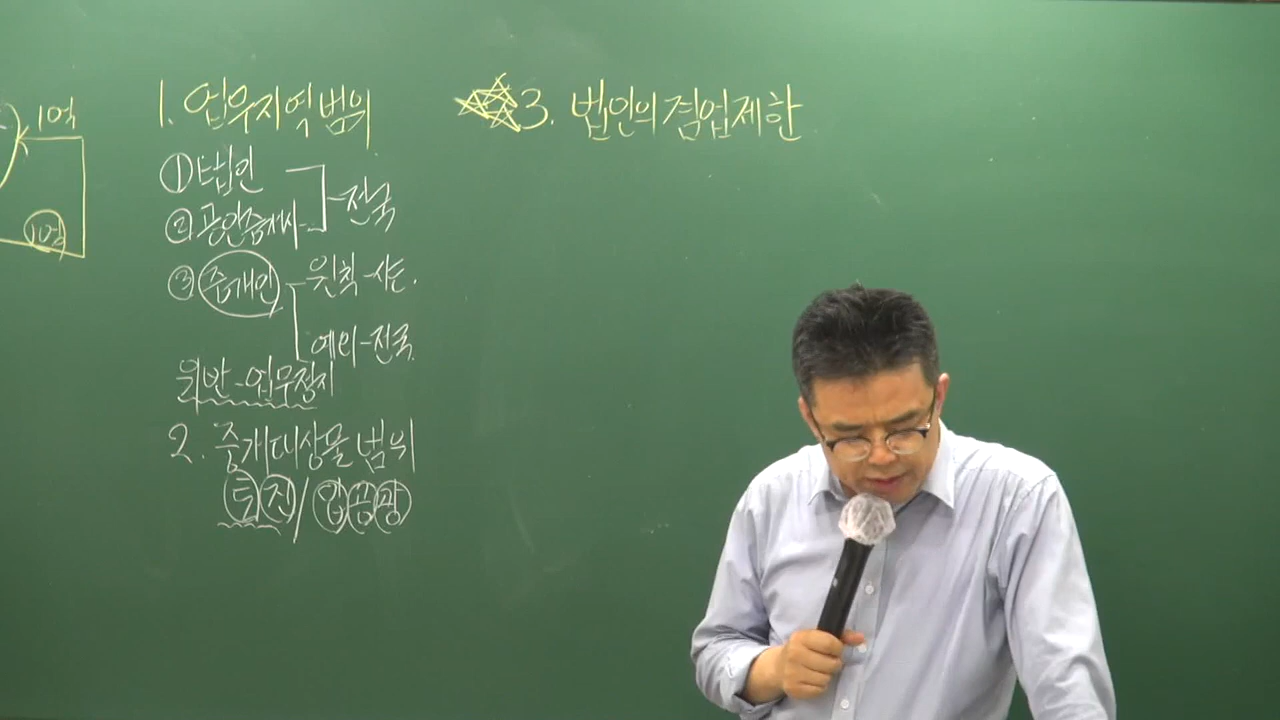 1억
1억
1. 업무지역범위
① 법인
② 공인중개사
전국
③ 중개인 원칙-시·도.
예외-전국.
위반-업무정지
2. 중개대상물 범위
토 건 / 입 공 광
3. 법인의 겸업제한